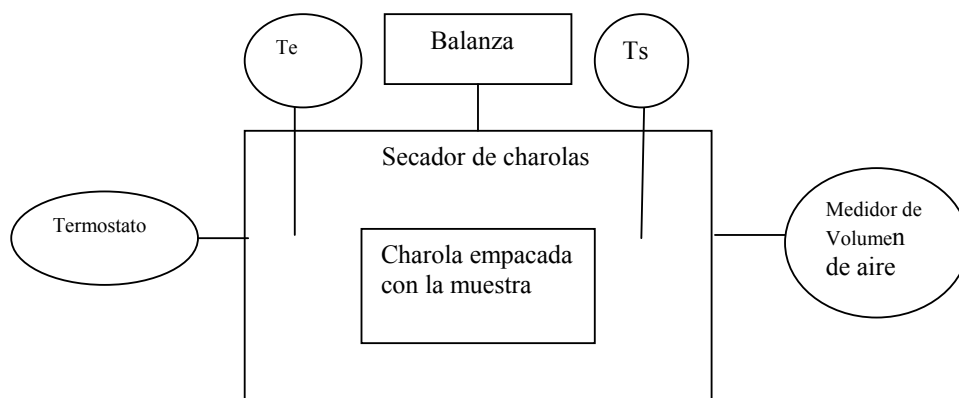 Te
Balanza
Ts
Secador de charolas
Termostato
Medidor de
Volumen
de aire
Charola empacada
con la muestra